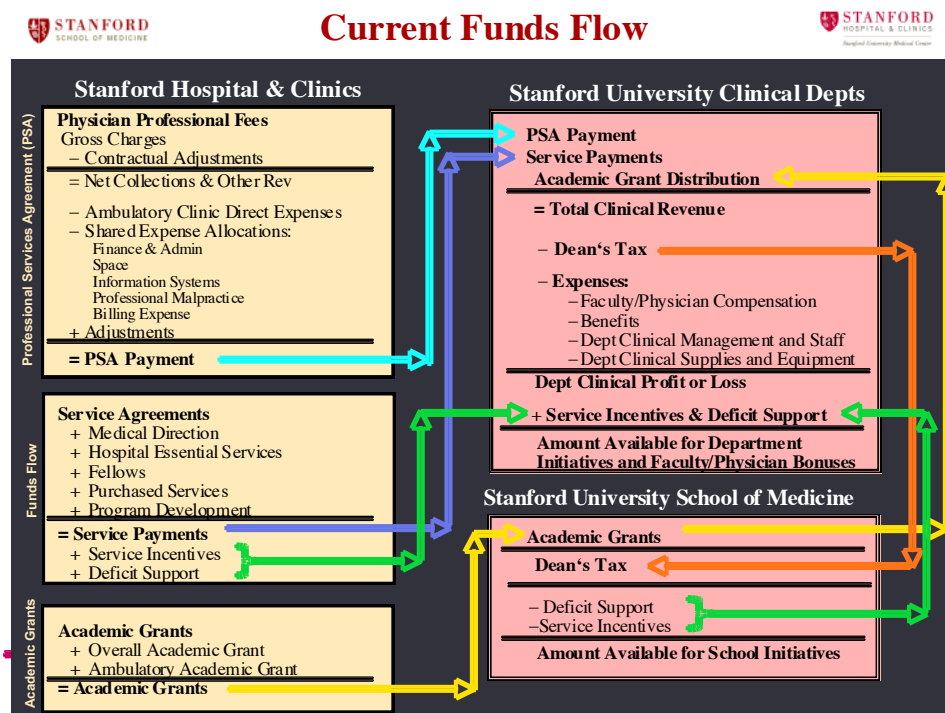 STANFORD
SCHOOL OF MEDICINE
Current Funds Flow
STANFORD
HOSPITAL & CLINICS
Stanford University Medical Center
Stanford Hospital & Clinics
Professional Services Agreement (PSA)
Physician Professional Fees
Gross Charges
– Contractual Adjustments
= Net Collections & Other Rev
– Ambulatory Clinic Direct Expenses
– Shared Expense Allocations:
Finance & Admin
Space
Information Systems
Professional Malpractice
Billing Expense
+ Adjustments
= PSA Payment
Funds Flow
Service Agreements
+ Medical Direction
+ Hospital Essential Services
+ Fellows
+ Purchased Services
+ Program Development
= Service Payments
+ Service Incentives
+ Deficit Support
Academic Grants
Academic Grants
+ Overall Academic Grant
+ Ambulatory Academic Grant
= Academic Grants
Stanford University Clinical Depts
PSA Payment
Service Payments
Academic Grant Distribution
= Total Clinical Revenue
– Dean‘s Tax
– Expenses:
– Faculty/Physician Compensation
– Benefits
– Dept Clinical Management and Staff
– Dept Clinical Supplies and Equipment
Dept Clinical Profit or Loss
+ Service Incentives & Deficit Support
Amount Available for Department
Initiatives and Faculty/Physician Bonuses
Stanford University School of Medicine
Academic Grants
Dean‘s Tax
– Deficit Support
–Service Incentives
Amount Available for School Initiatives